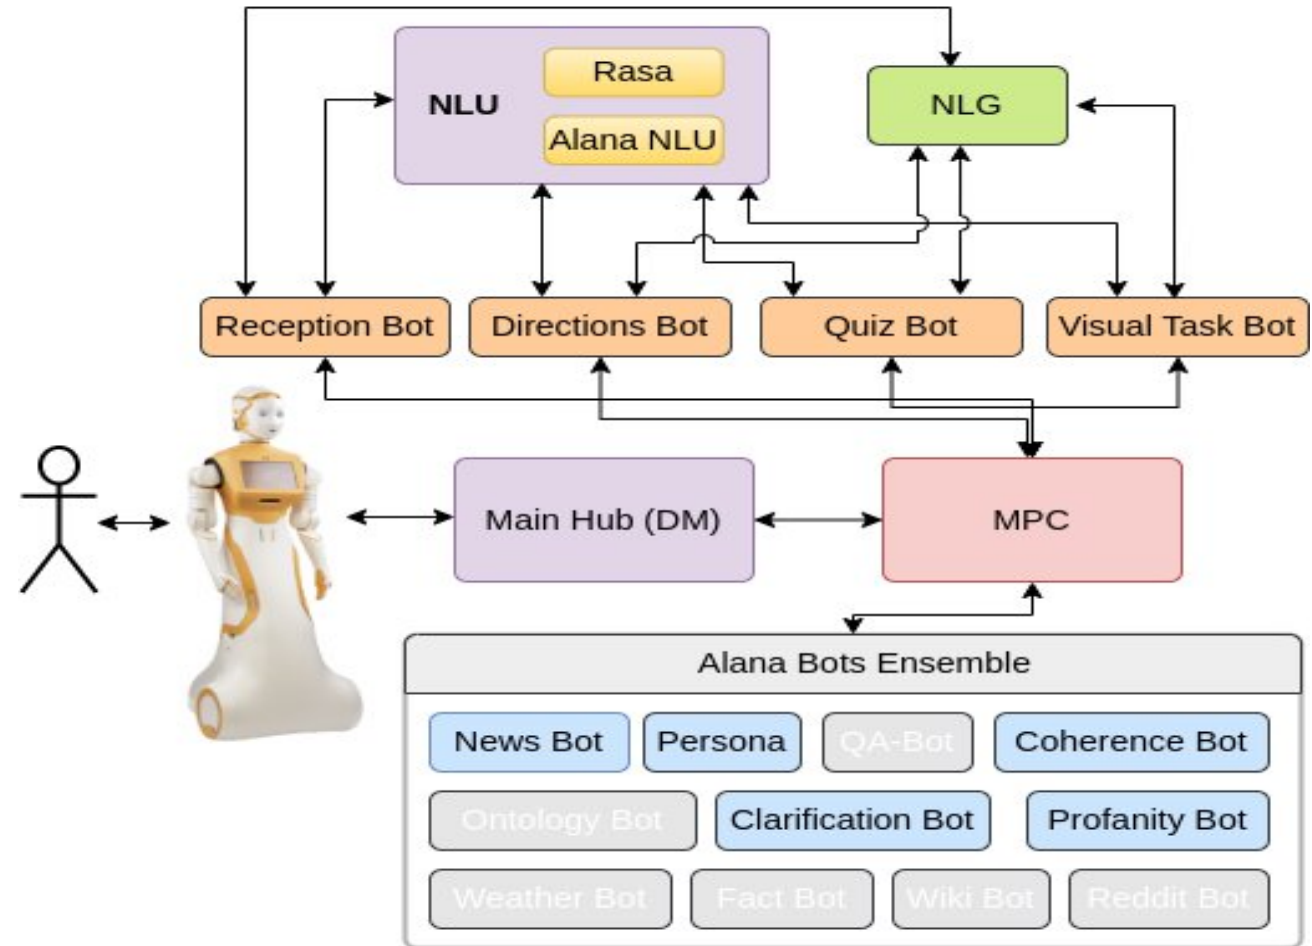 Rasa
NLU
Alana NLU
NLG
Reception Bot
Directions Bot
Quiz Bot
Visual Task Bot
Main Hub (DM)
MPC
Alana Bots Ensemble
News Bot
Persona
QA-Bot
Coherence Bot
Ontology Bot
Clarification Bot
Profanity Bot
Weather Bot
Fact Bot
Wiki Bot
Reddit Bot